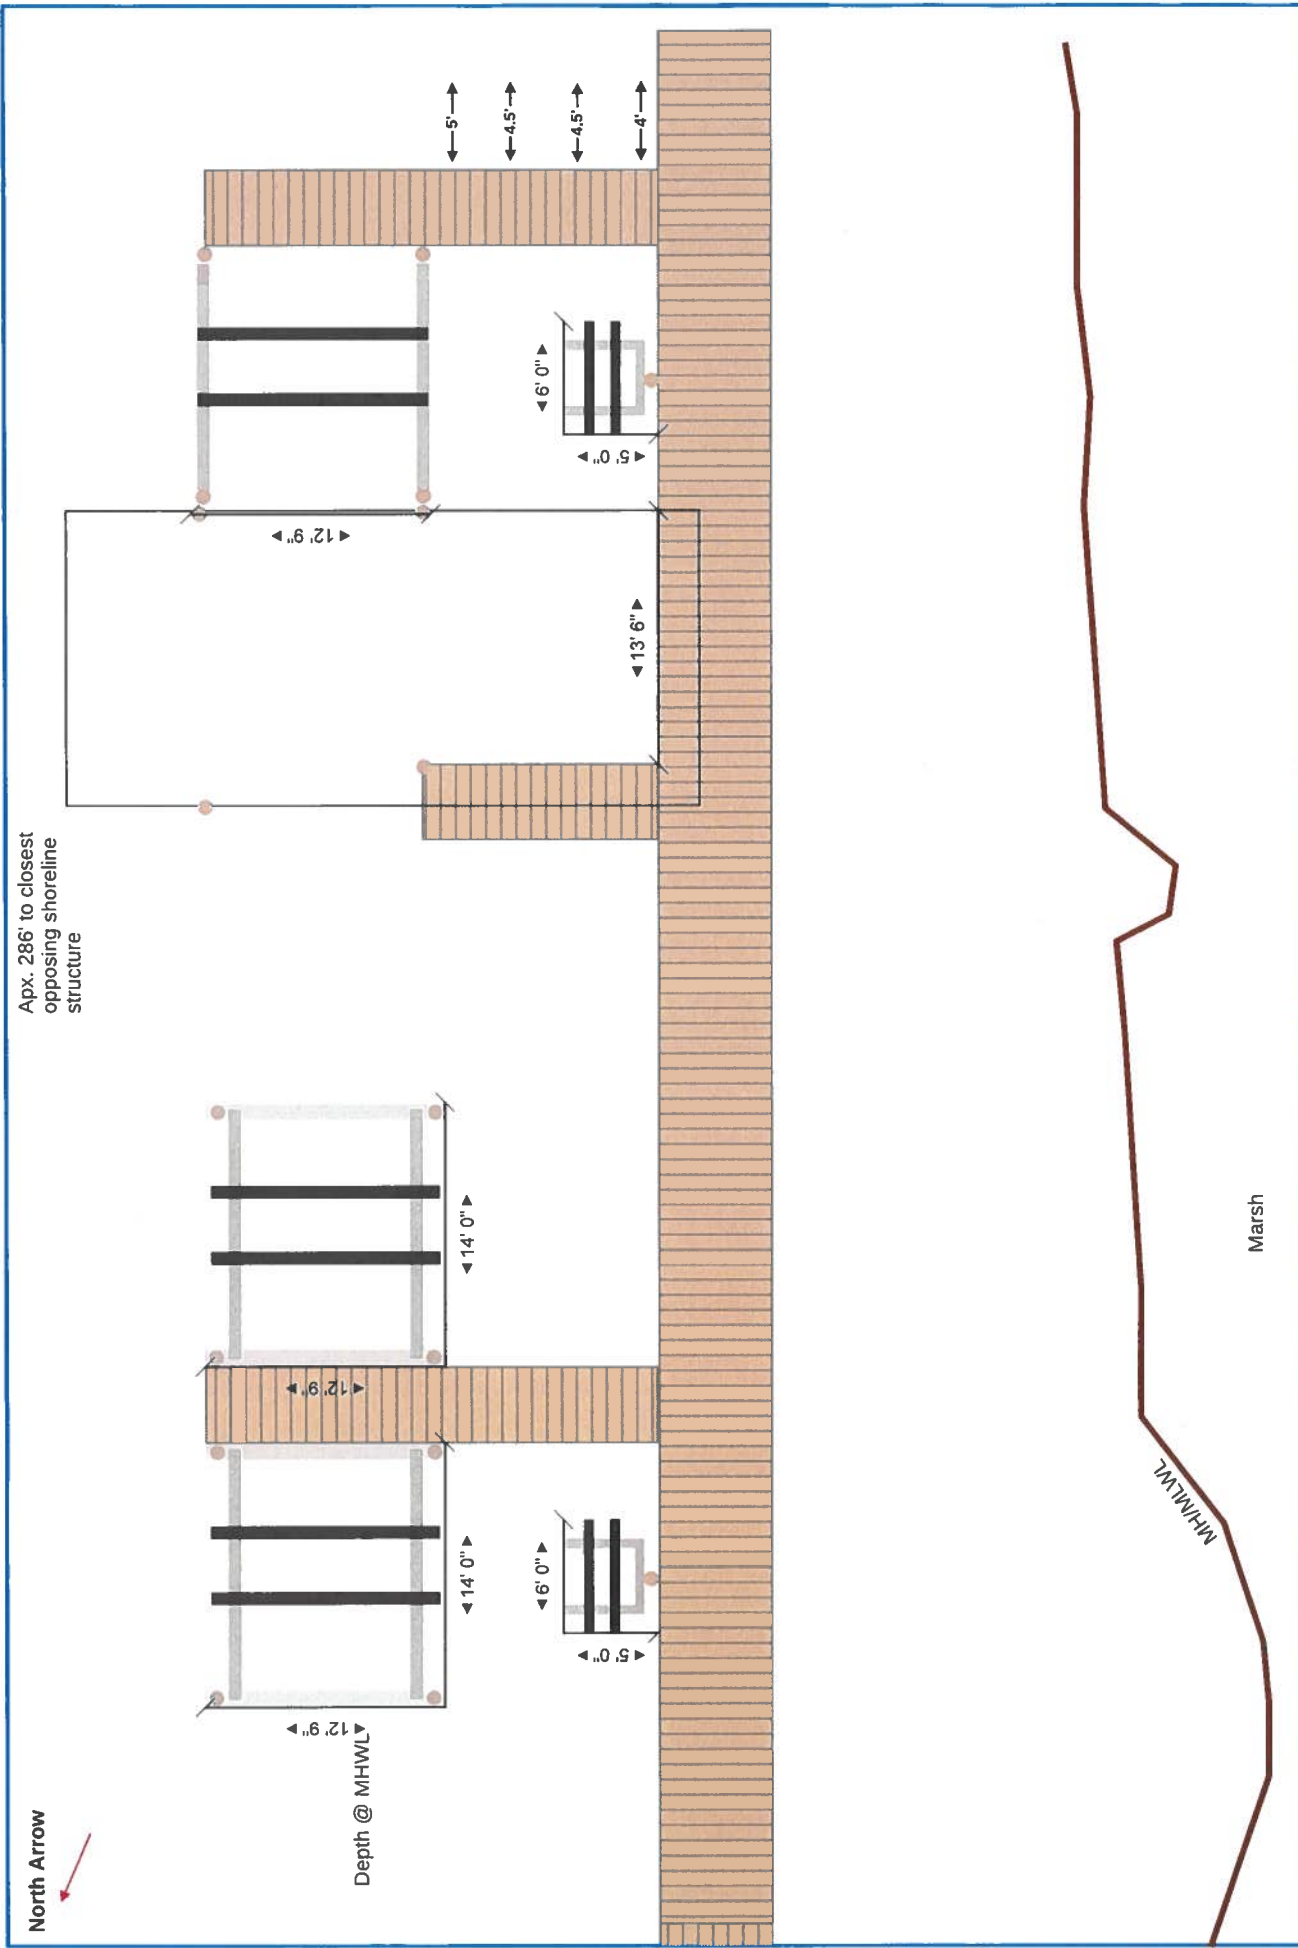 North Arrow
Apx. 286' to closest
opposing shoreline
structure
Depth @ MHWL
12' 9"
14' 0"
12' 9"
14' 0"
12' 9"
13' 6"
6' 0"
5' 0"
6' 0"
5' 0"
5'
4.5'
4.5'
4'
MH/MLWL
Marsh